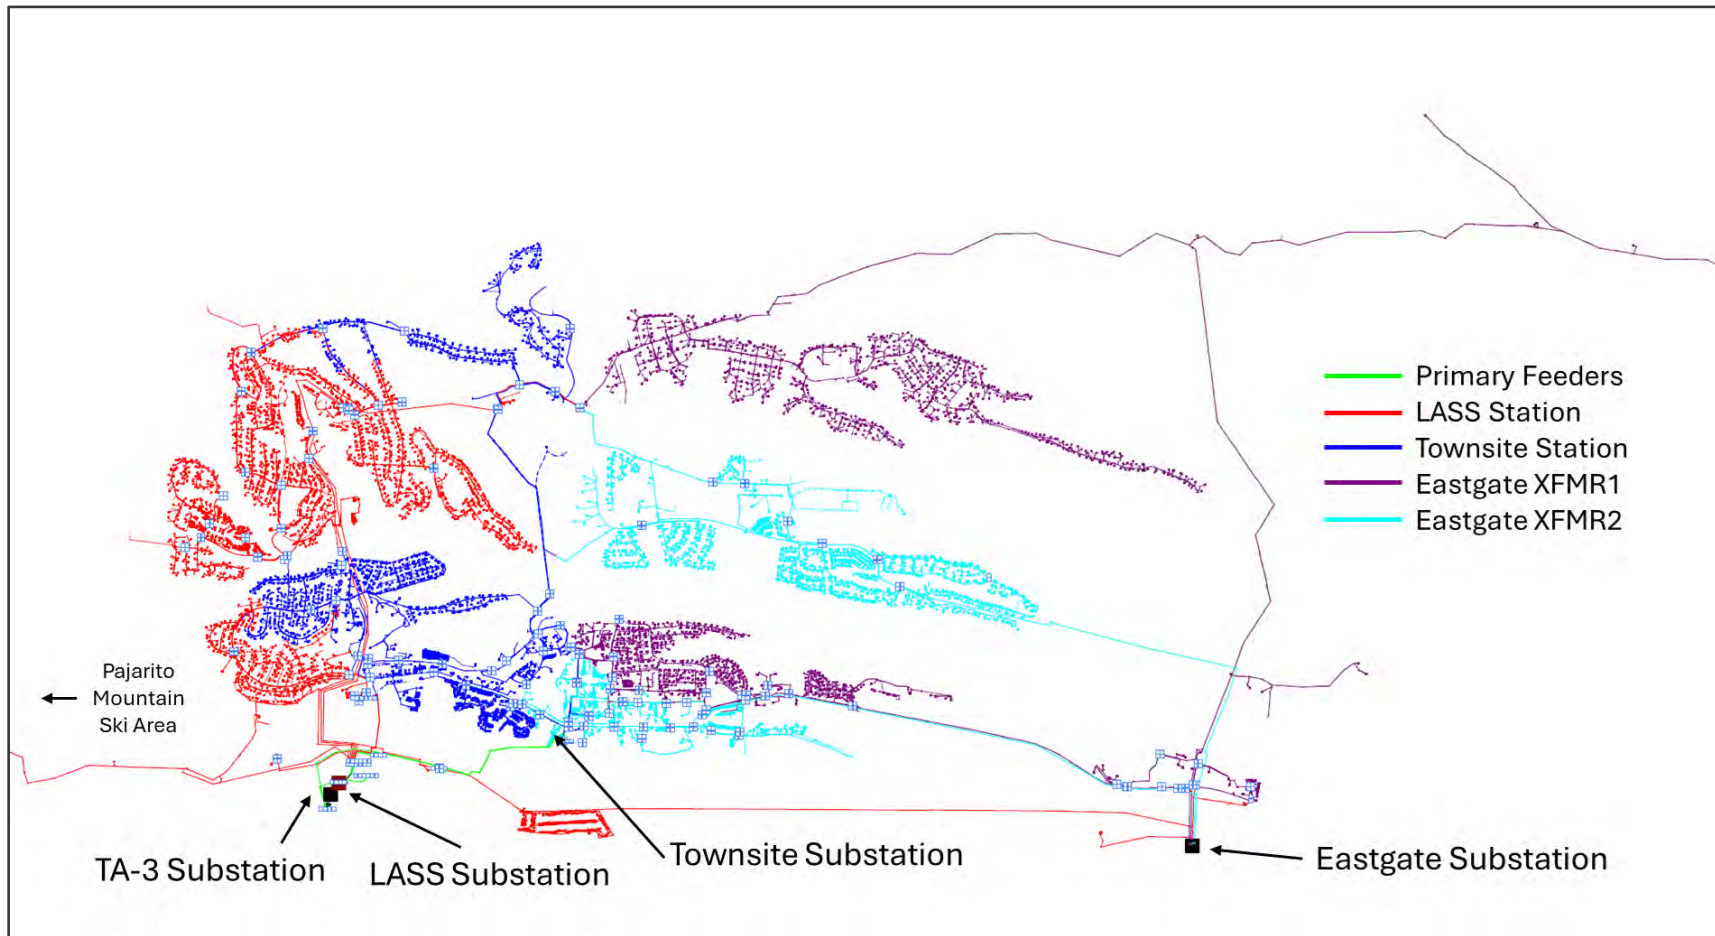 Primary Feeders
LASS Station
Townsite Station
Eastgate XFMR1
Eastgate XFMR2
Pajarito
Mountain
Ski Area
TA-3 Substation
LASS Substation
Townsite Substation
Eastgate Substation